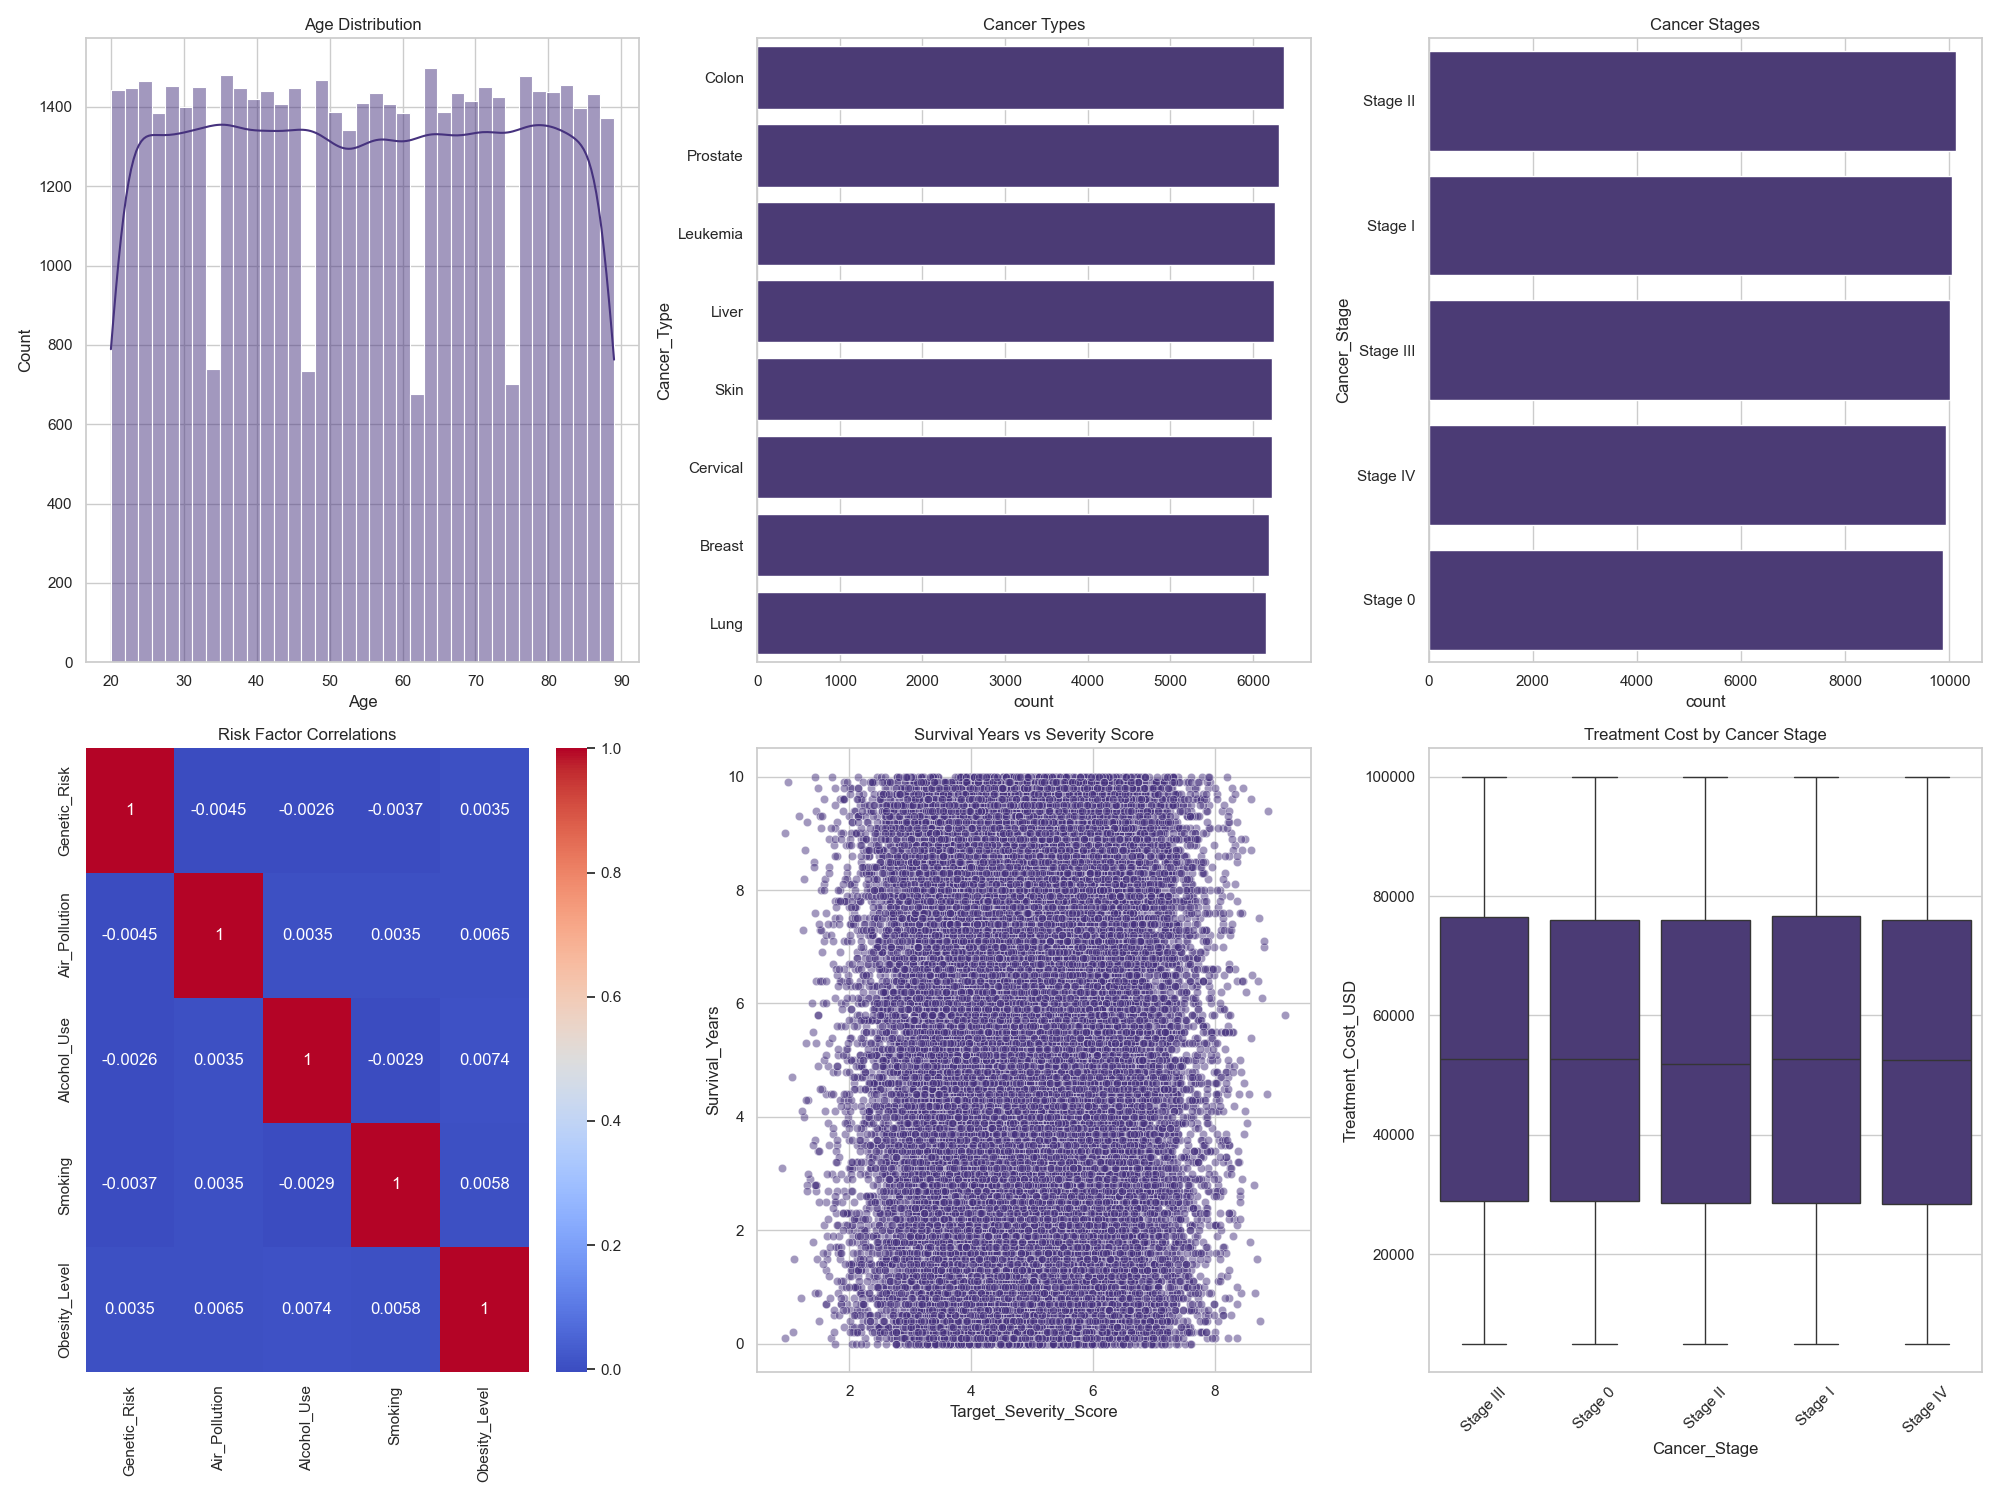 Age Distribution
Count
1400
1200
1000
800
600
400
200
0
20 30 40 50 60 70 80 90
Age
Cancer Types
Cancer_Type
Colon
Prostate
Leukemia
Liver
Skin
Cervical
Breast
Lung
0 1000 2000 3000 4000 5000 6000
count
Cancer Stages
Cancer_Stage
Stage II
Stage I
Stage III
Stage IV
Stage 0
0 2000 4000 6000 8000 10000
count
Risk Factor Correlations
Genetic_Risk 1 -0.0045 -0.0026 -0.0037 0.0035
Air_Pollution -0.0045 1 0.0035 0.0035 0.0065
Alcohol_Use -0.0026 0.0035 1 -0.0029 0.0074
Smoking -0.0037 0.0035 -0.0029 1 0.0058
Obesity_Level 0.0035 0.0065 0.0074 0.0058 1
Genetic_Risk Air_Pollution Alcohol_Use Smoking Obesity_Level
1.0
0.8
0.6
0.4
0.2
0.0
Survival Years vs Severity Score
Survival_Years
10
8
6
4
2
0
2 4 6 8
Target_Severity_Score
Treatment Cost by Cancer Stage
Treatment_Cost_USD
100000
80000
60000
40000
20000
Stage III Stage 0 Stage II Stage I Stage IV
Cancer_Stage